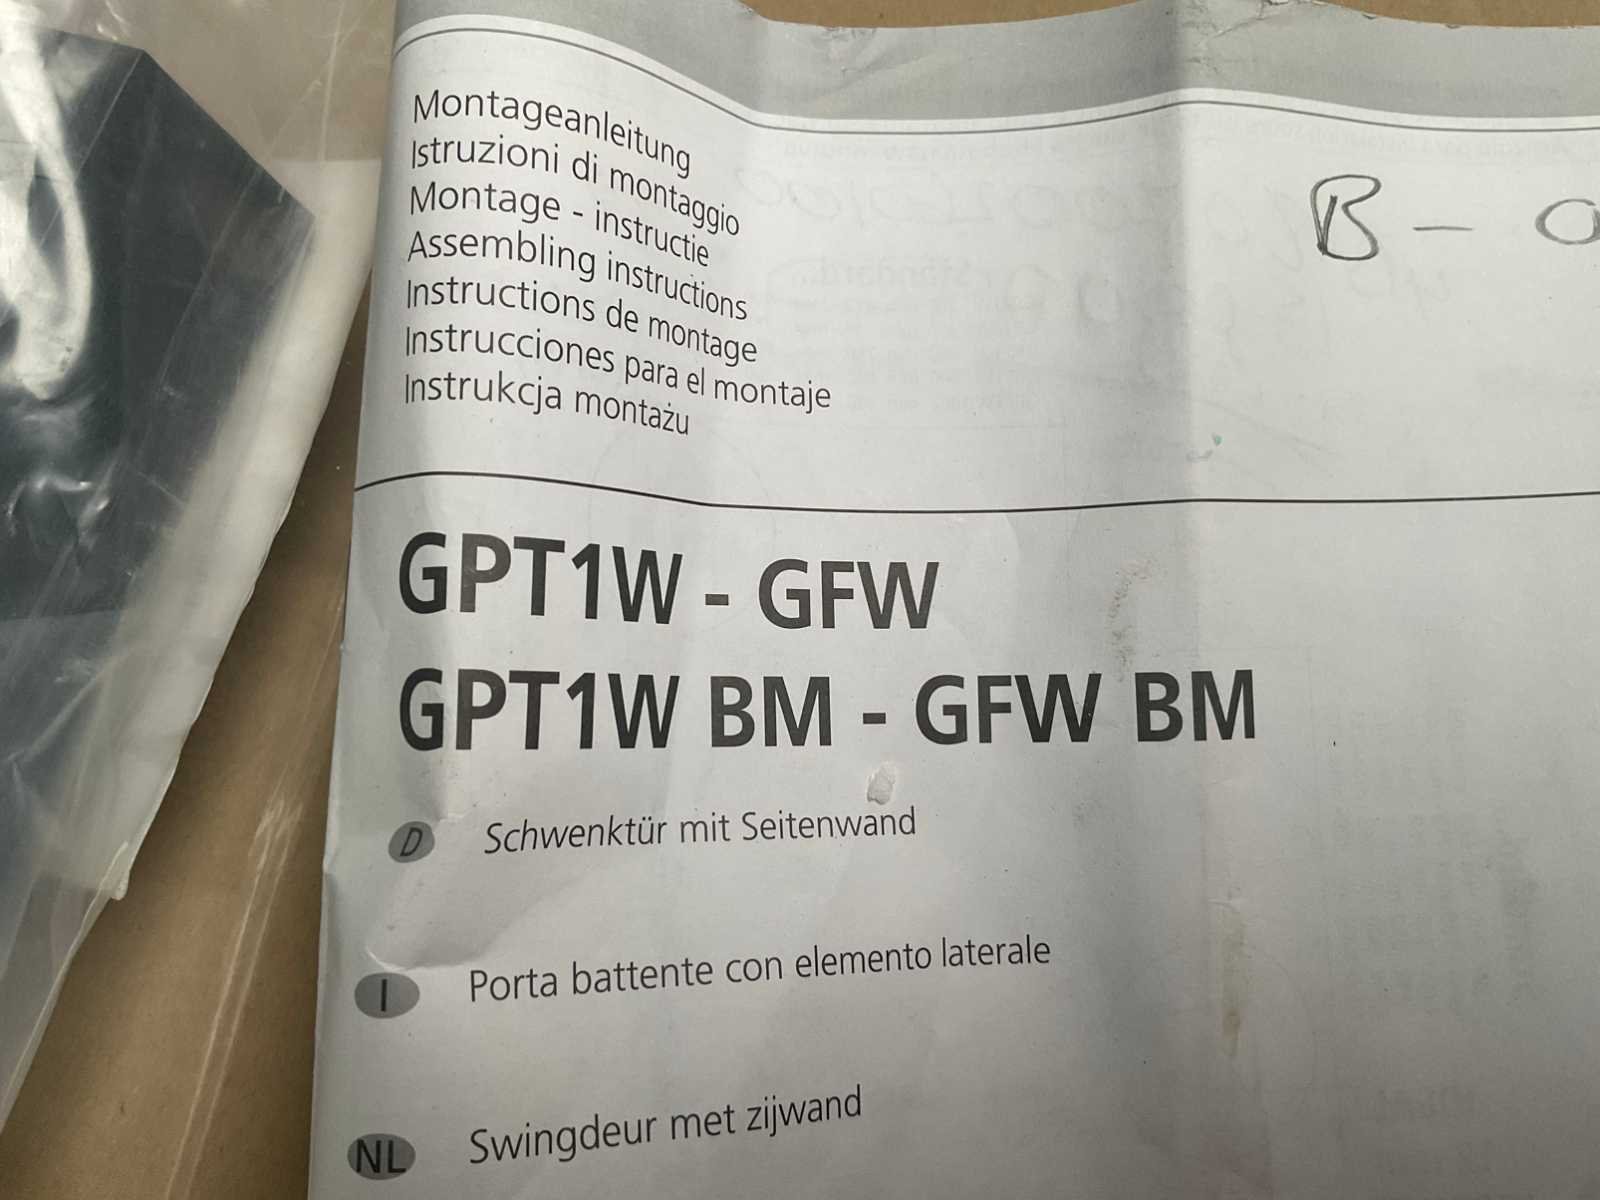 Montageanleitung
Istruzioni di montaggio
Montage - instructie
Assembling instructions
Instructions de montage
Instrucciones para el montaje
Instrukcja montażu
B -
GPT1W - GFW
GPT1W BM - GFW BM
D Schwenktür mit Seitenwand
I Porta battente con elemento laterale
NL Swingdeur met zijwand